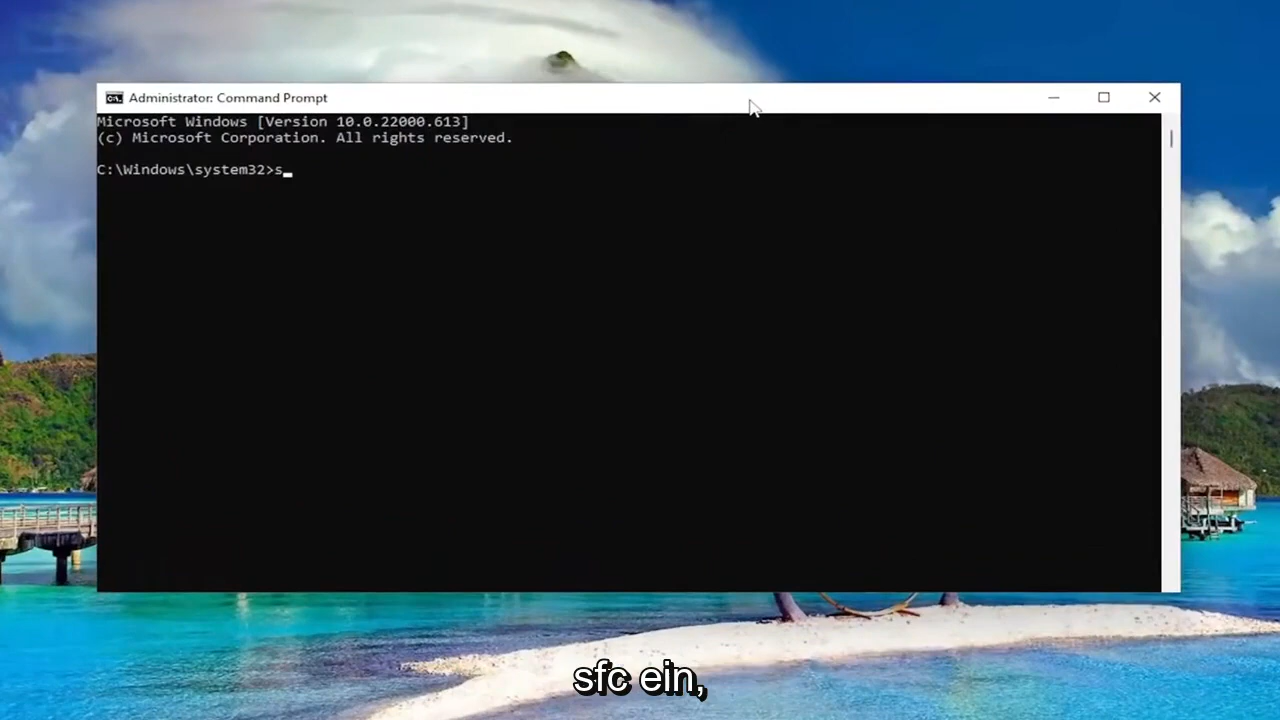 Administrator: Command Prompt
Microsoft Windows [Version 10.0.22000.613]
(c) Microsoft Corporation. All rights reserved.
C:\Windows\system32>s
sfc ein,